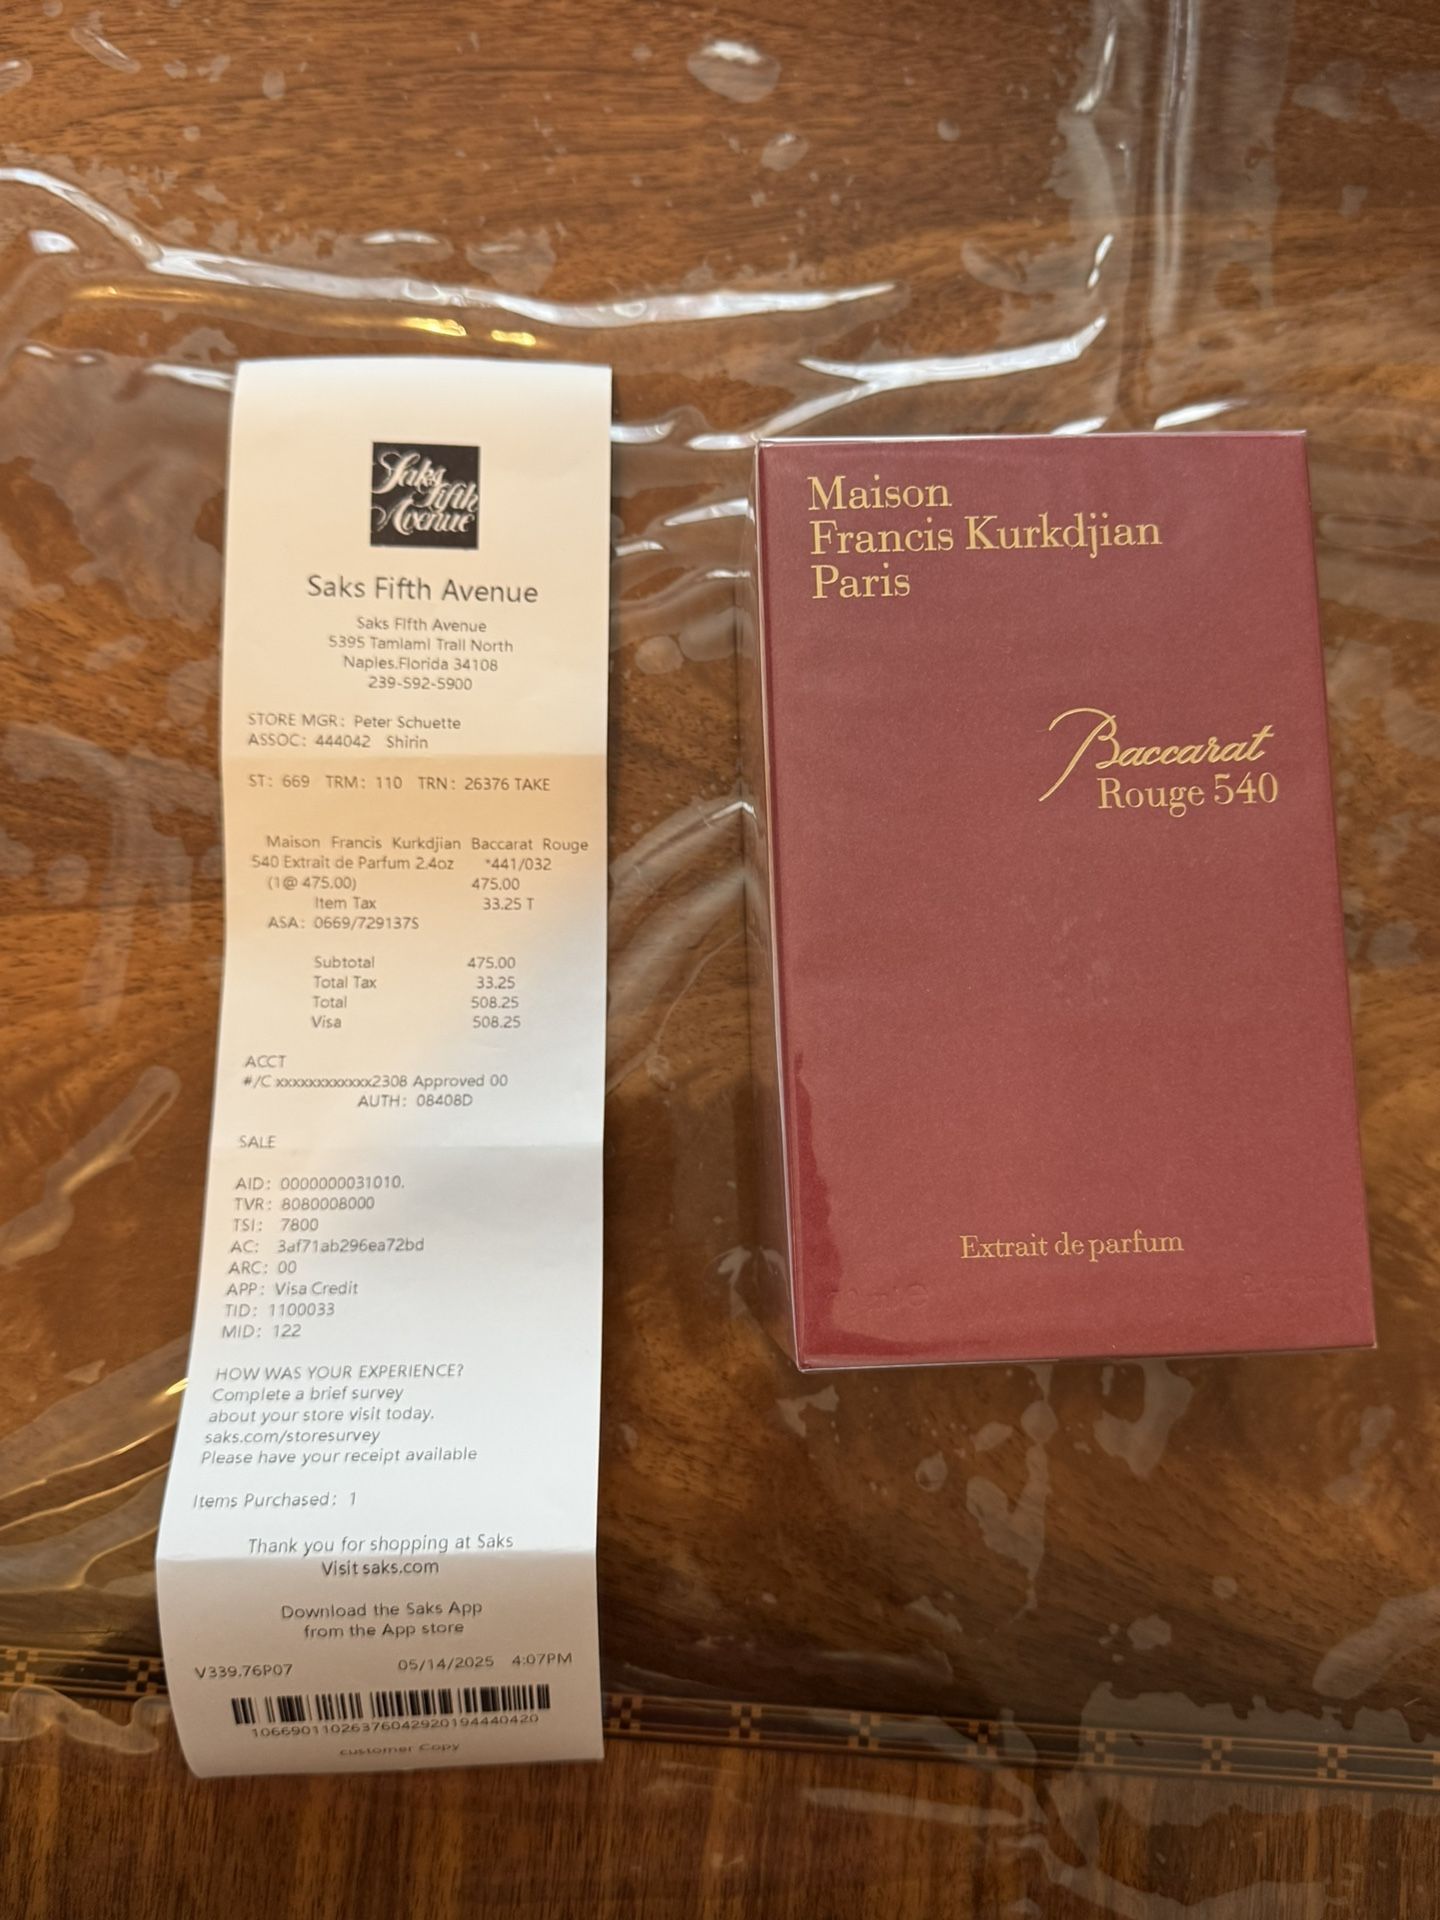 Saks
Fifth
Avenue
Saks Fifth Avenue
Saks Fifth Avenue
5395 Tamiami Trail North
Naples.Florida 34108
239-592-5900
STORE MGR: Peter Schuette
ASSOC: 444042 Shirin
ST: 669 TRM: 110 TRN: 26376 TAKE
Maison Francis Kurkdjian Baccarat Rouge
540 Extrait de Parfum 2.4oz *441/032
(1@ 475.00) 475.00
Item Tax 33.25 T
ASA: 0669/729137S
Subtotal 475.00
Total Tax 33.25
Total 508.25
Visa 508.25
ACCT
#/C xxxxxxxxxxxx2308 Approved 00
AUTH: 08408D
SALE
AID: 0000000031010.
TVR: 8080008000
TSI: 7800
AC: 3af71ab296ea72bd
ARC: 00
APP: Visa Credit
TID: 1100033
MID: 122
HOW WAS YOUR EXPERIENCE?
Complete a brief survey
about your store visit today.
saks.com/storesurvey
Please have your receipt available
Items Purchased: 1
Thank you for shopping at Saks
Visit saks.com
Download the Saks App
from the App store
V339.76P07 05/14/2025 4:07PM
10669011026376042920194440420
customer Copy
Maison
Francis Kurkdjian
Paris
Baccarat
Rouge 540
Extrait de parfum